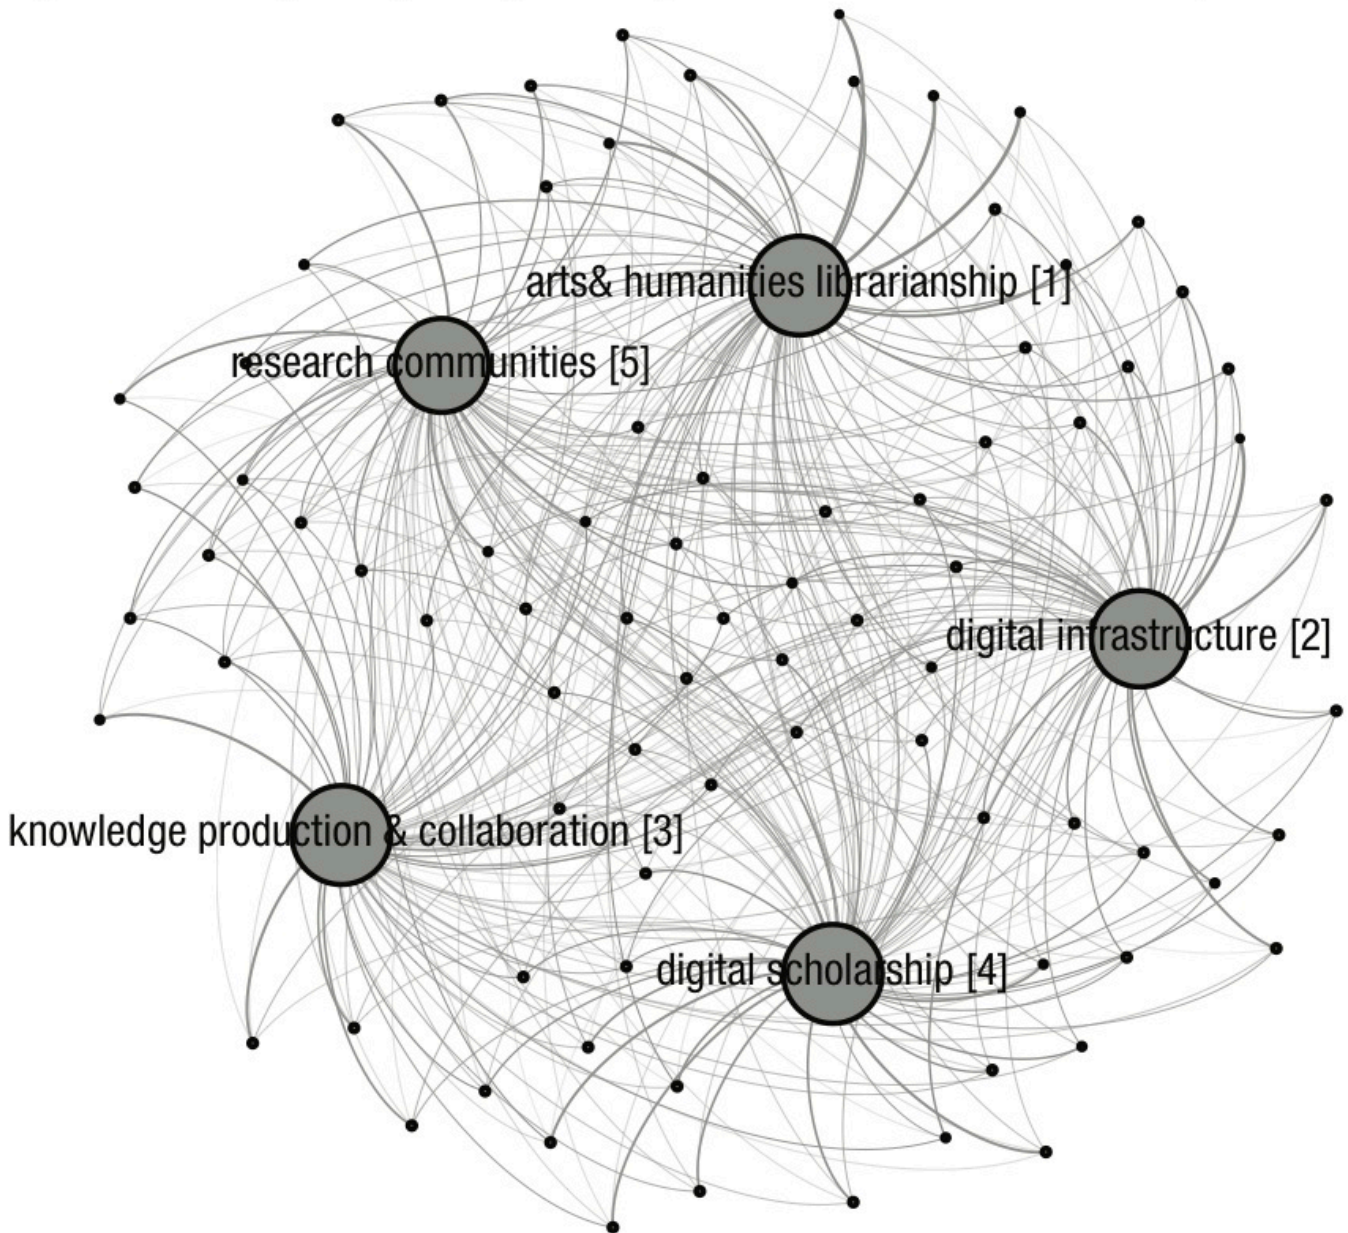 arts& humanities librarianship [1]
research communities [5]
digital infrastructure [2]
knowledge production & collaboration [3]
digital scholarship [4]